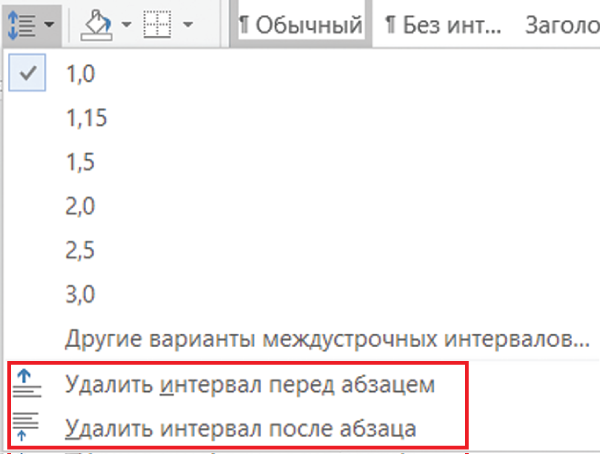 ¶ Обычный ¶ Без инт... Заголо
1,0
1,15
1,5
2,0
2,5
3,0
Другие варианты междустрочных интервалов...
Удалить интервал перед абзацем
Удалить интервал после абзаца